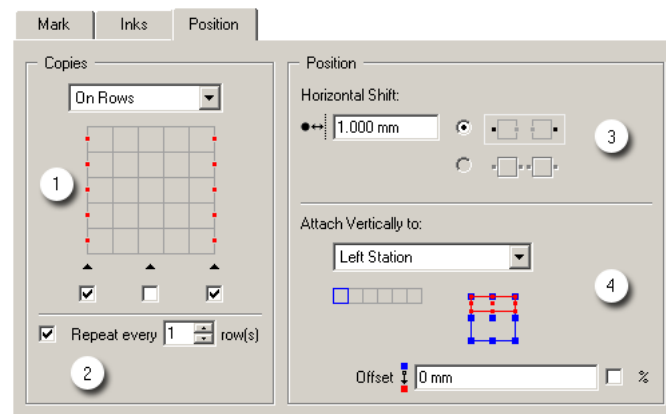 Mark Inks Position
Copies
On Rows
1
Repeat every 1 row(s)
2
Position
Horizontal Shift:
1.000 mm
3
Attach Vertically to:
Left Station
4
Offset 0 mm %